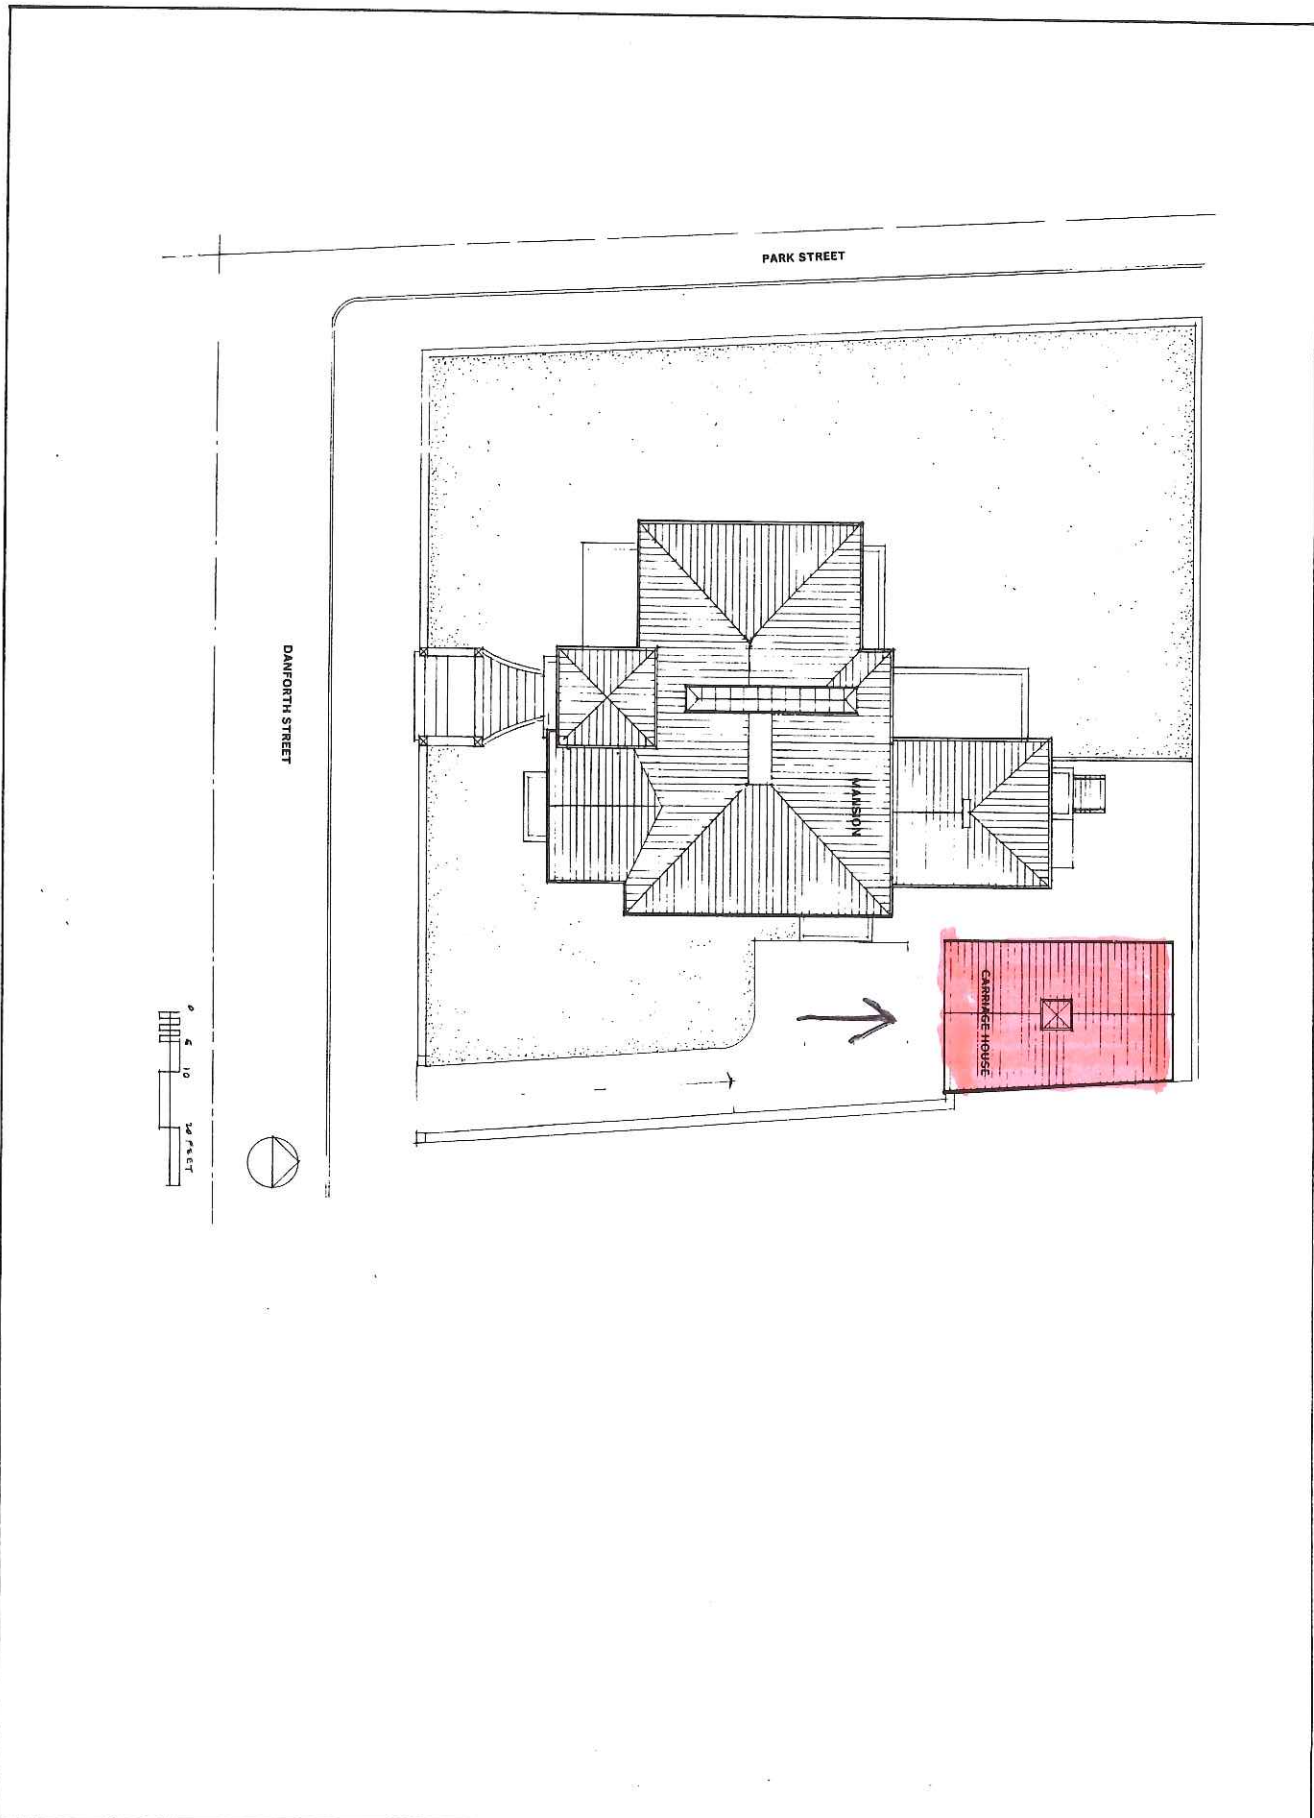 PARK STREET
DANFORTH STREET
MANSION
CARRIAGE HOUSE
0 5 10 20 FEET